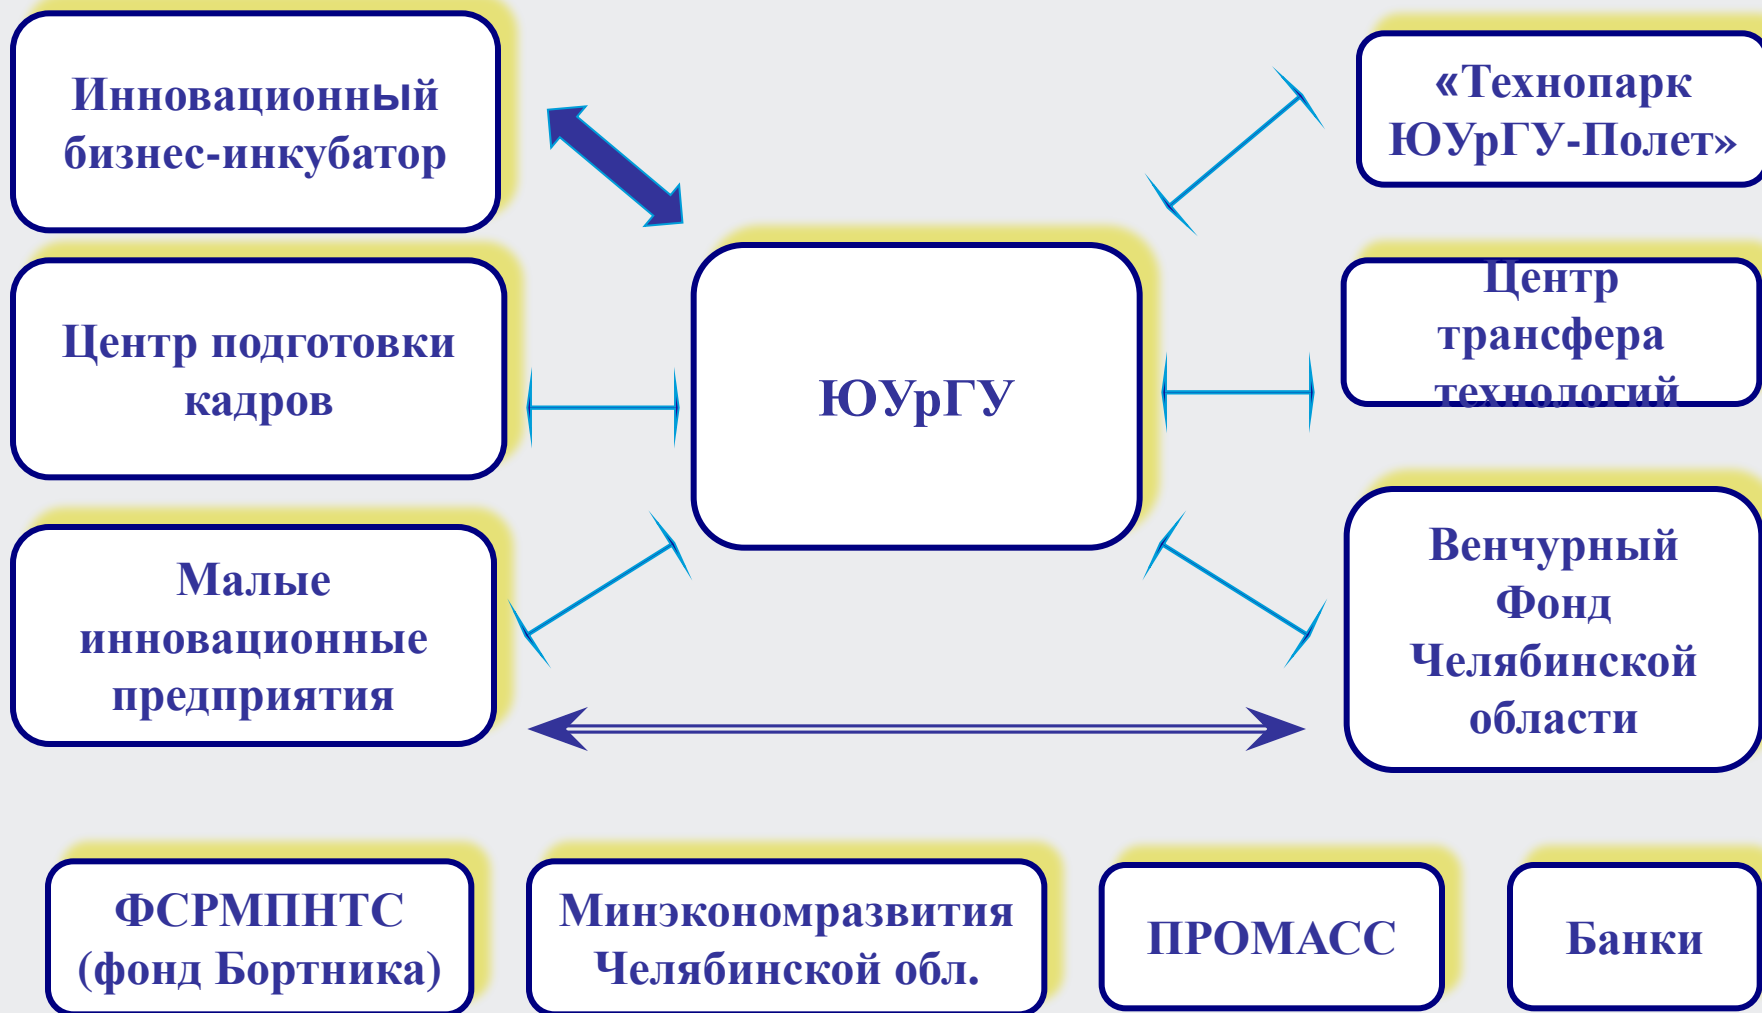 Инновационный
бизнес-инкубатор
«Технопарк
ЮУрГУ-Полет»
Центр подготовки
кадров
ЮУрГУ
Центр
трансфера
технологий
Малые
инновационные
предприятия
Венчурный
Фонд
Челябинской
области
ФСРМПНТС
(фонд Бортника)
Минэкономразвития
Челябинской обл.
ПРОМАСС
Банки